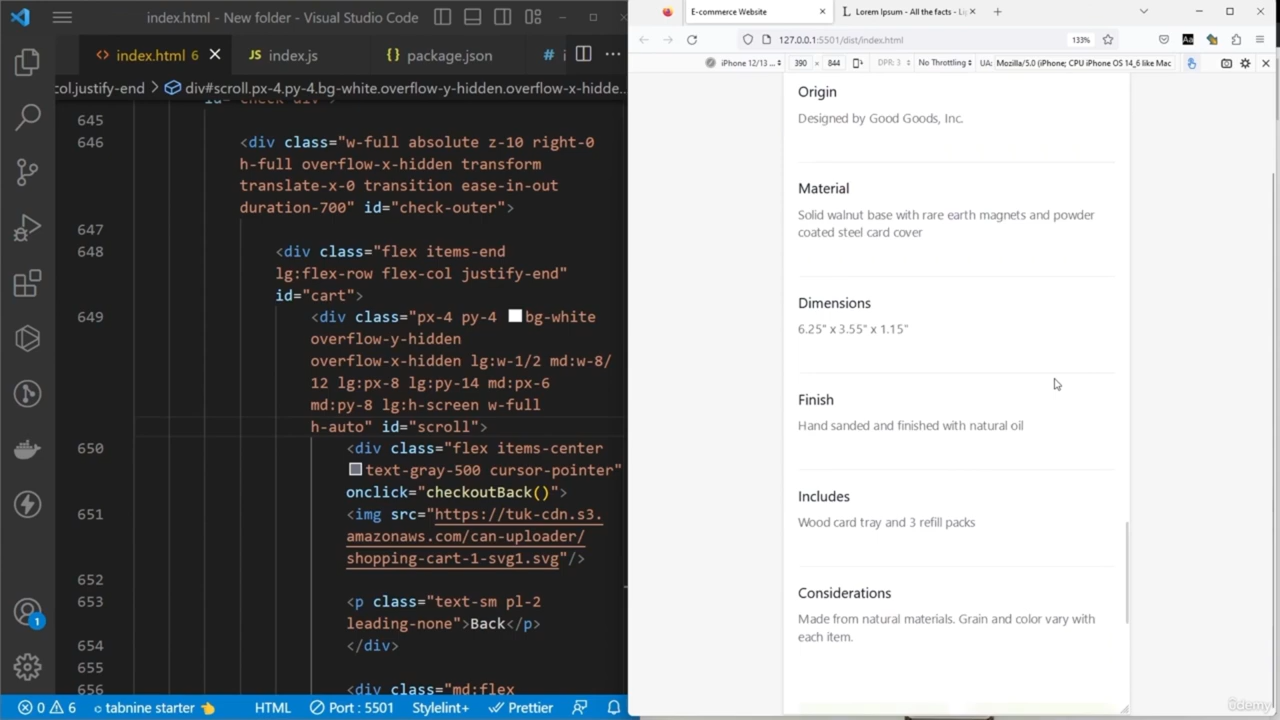 index.html - New folder - Visual Studio Code
index.html 6
JS index.js
{} package.json
#
col.justify-end > div#scroll.px-4.py-4.bg-white.overflow-y-hidden.overflow-x-hidde...
id="check-div">
645
646 <div class="w-full absolute z-10 right-0
h-full overflow-x-hidden transform
translate-x-0 transition ease-in-out
duration-700" id="check-outer">
647
648 <div class="flex items-end
lg:flex-row flex-col justify-end"
id="cart">
649 <div class="px-4 py-4 bg-white
overflow-y-hidden
overflow-x-hidden lg:w-1/2 md:w-8/
12 lg:px-8 lg:py-14 md:px-6
md:py-8 lg:h-screen w-full
h-auto" id="scroll">
650 <div class="flex items-center
text-gray-500 cursor-pointer"
onclick="checkoutBack()">
651 <img src="https://tuk-cdn.s3.
amazonaws.com/can-uploader/
shopping-cart-1-svg1.svg"/>
652
653 <p class="text-sm pl-2
leading-none">Back</p>
654 </div>
655
656 <div class="md:flex
1
0 6 tabnine starter HTML Port : 5501 Stylelint+ Prettier
E-commerce Website
Lorem Ipsum - All the facts - Li
127.0.0.1:5501/dist/index.html
133%
Aa
iPhone 12/13 ... 390 × 844 DPR: 3 No Throttling UA: Mozilla/5.0 (iPhone; CPU iPhone OS 14_6 like Mac
Origin
Designed by Good Goods, Inc.
Material
Solid walnut base with rare earth magnets and powder
coated steel card cover
Dimensions
6.25" x 3.55" x 1.15"
Finish
Hand sanded and finished with natural oil
Includes
Wood card tray and 3 refill packs
Considerations
Made from natural materials. Grain and color vary with
each item.
ûdemy